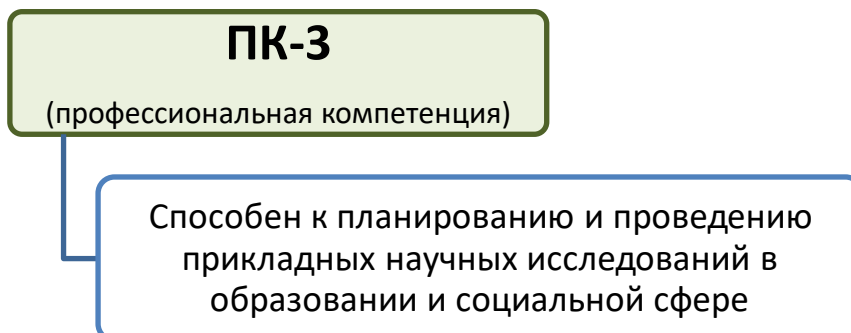 ПК-3
(профессиональная компетенция)
Способен к планированию и проведению
прикладных научных исследований в
образовании и социальной сфере